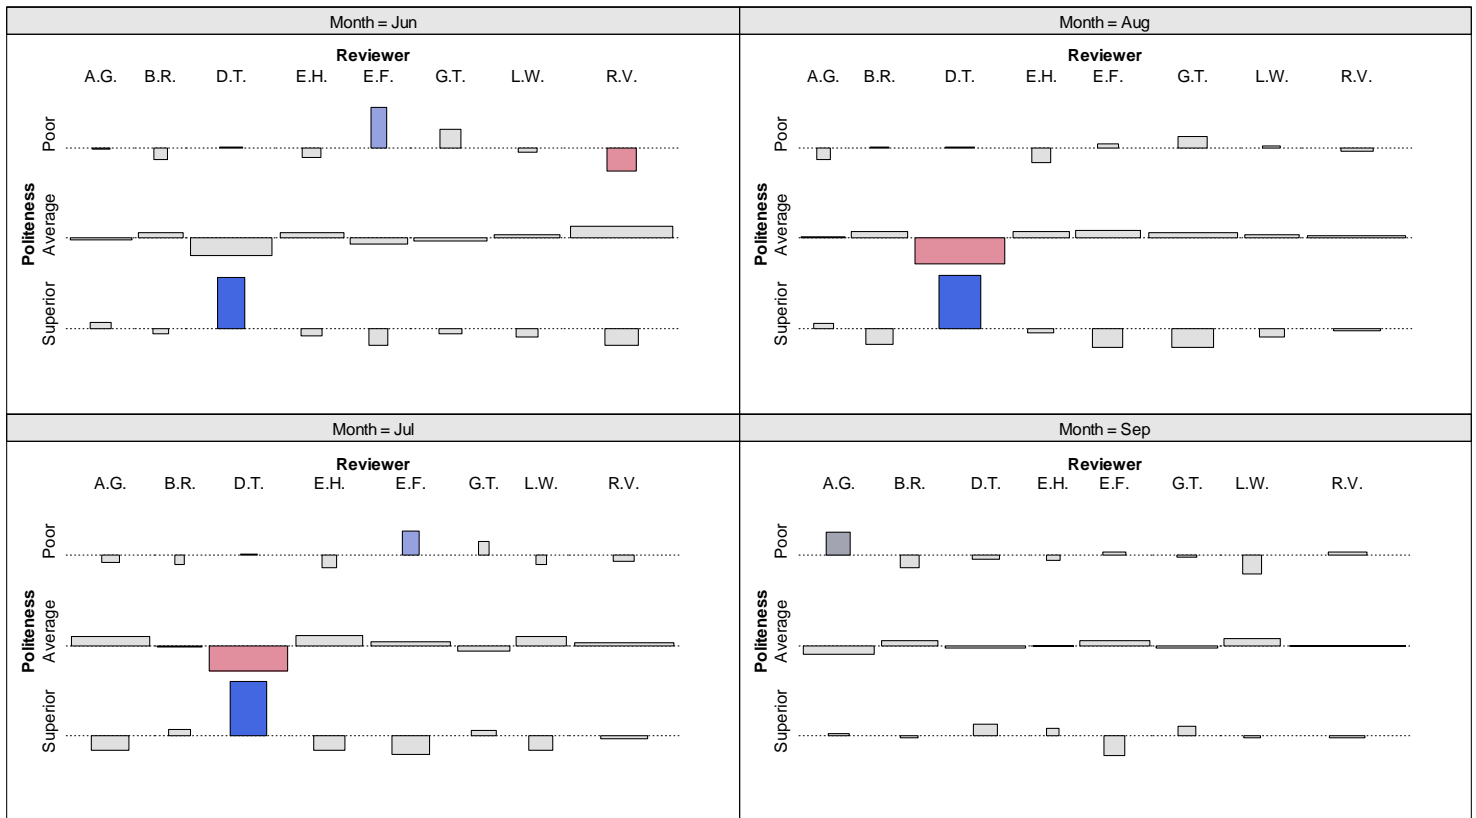 Month = Jun
Reviewer
A.G. B.R. D.T. E.H. E.F. G.T. L.W. R.V.
Politeness
Poor
Average
Superior
Month = Aug
Reviewer
A.G. B.R. D.T. E.H. E.F. G.T. L.W. R.V.
Politeness
Poor
Average
Superior
Month = Jul
Reviewer
A.G. B.R. D.T. E.H. E.F. G.T. L.W. R.V.
Politeness
Poor
Average
Superior
Month = Sep
Reviewer
A.G. B.R. D.T. E.H. E.F. G.T. L.W. R.V.
Politeness
Poor
Average
Superior